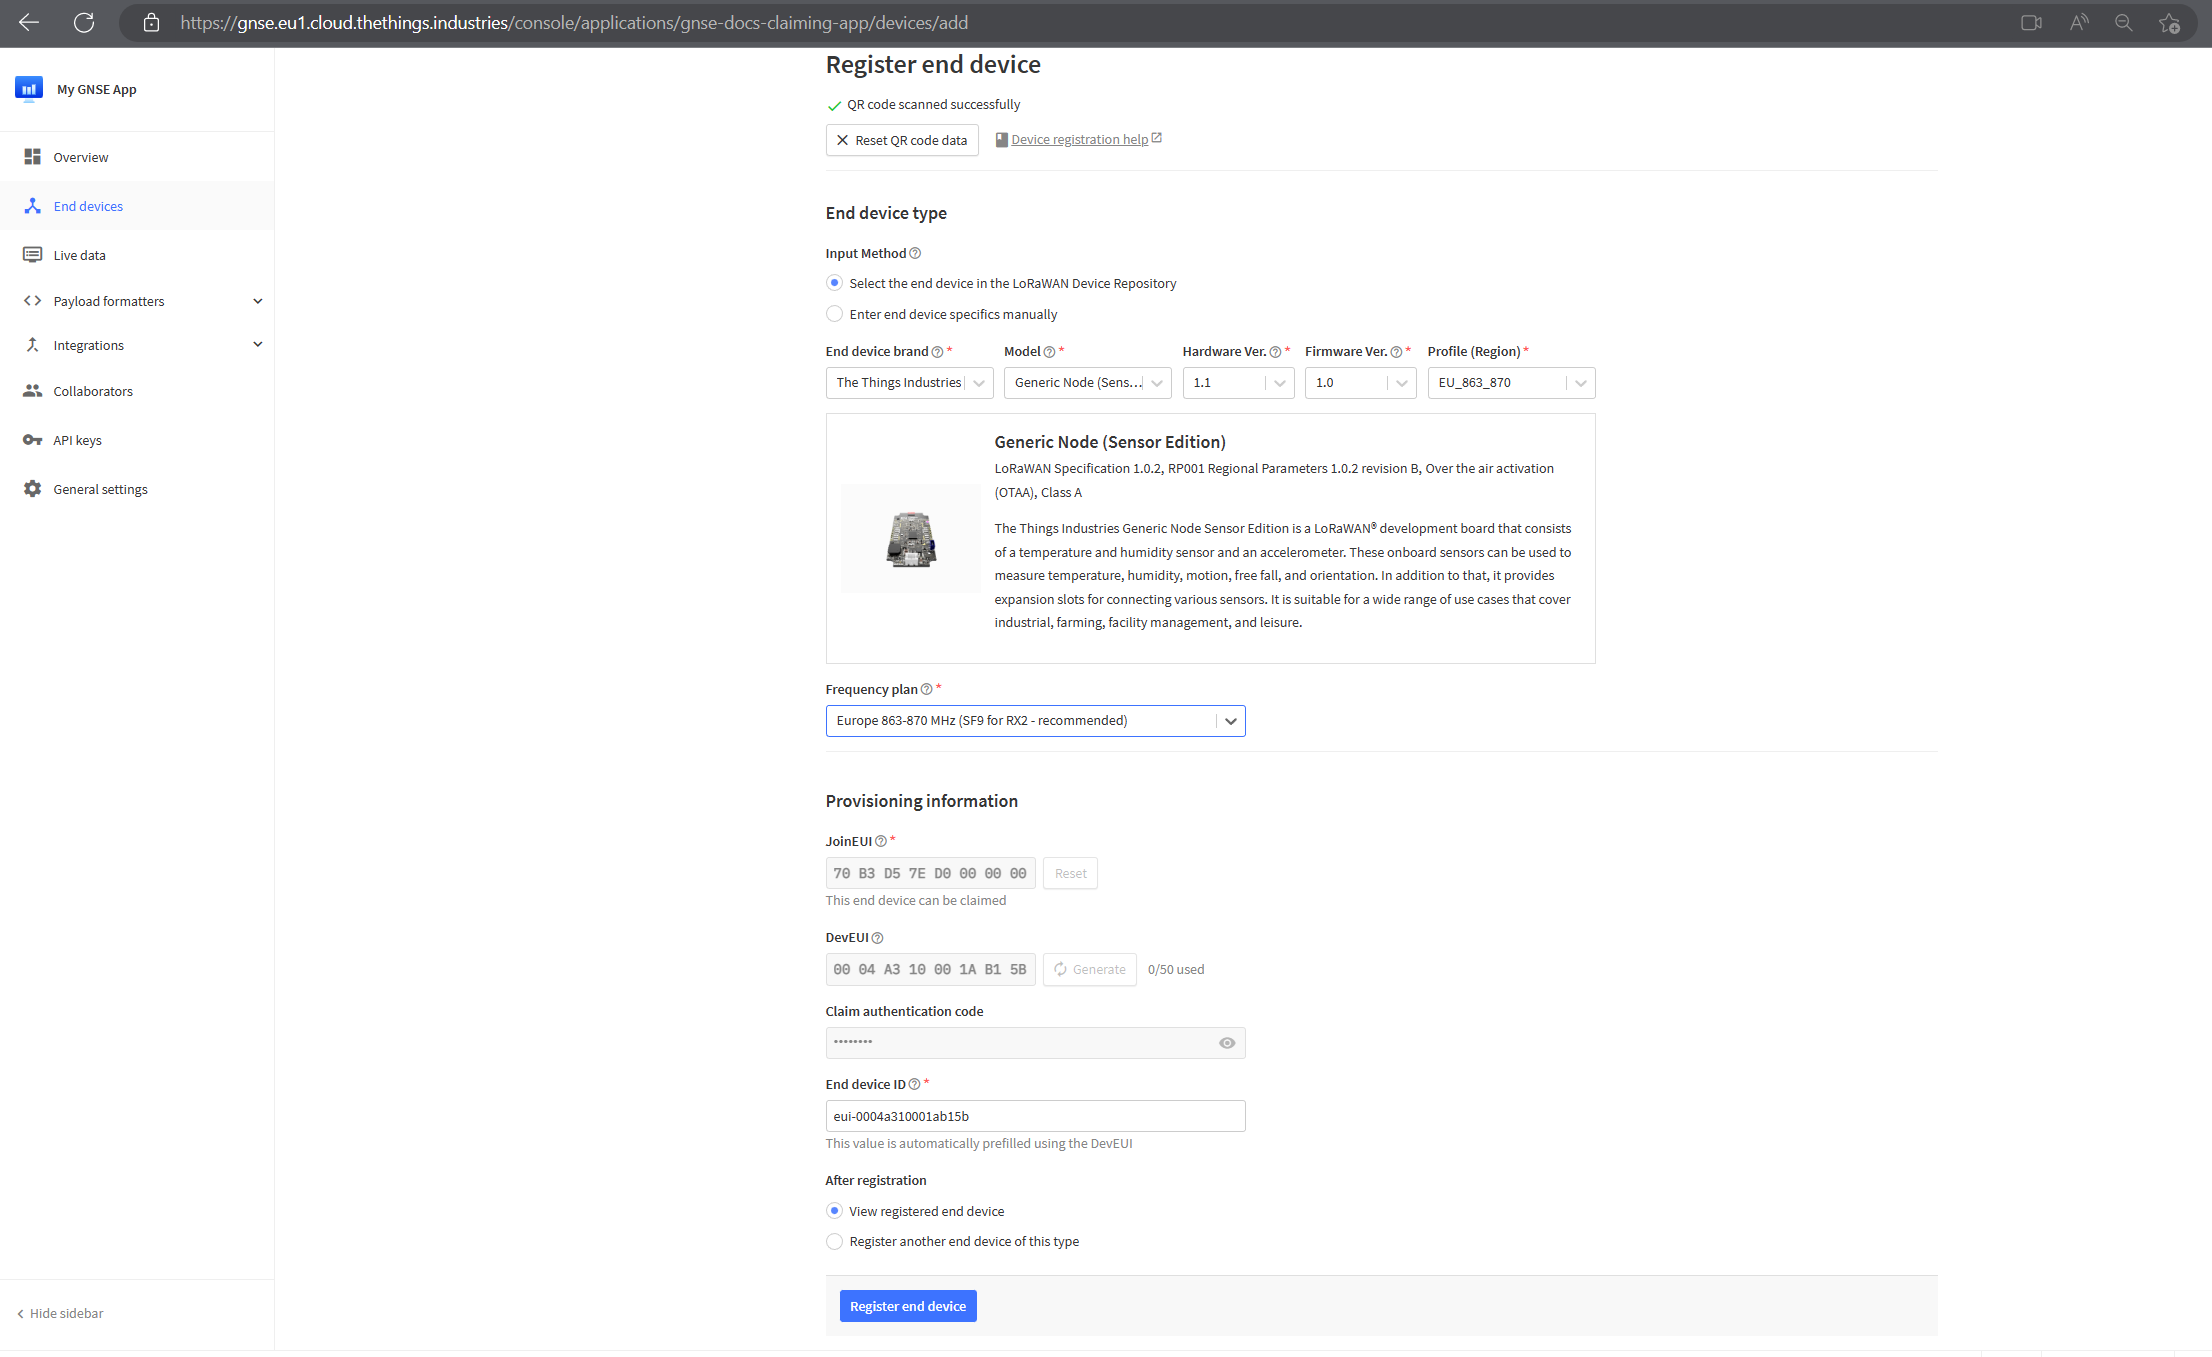 https://gnse.eu1.cloud.thethings.industries/console/applications/gnse-docs-claiming-app/devices/add
My GNSE App
Overview
End devices
Live data
Payload formatters
Integrations
Collaborators
API keys
General settings
Hide sidebar
Register end device
QR code scanned successfully
Reset QR code data
Device registration help
End device type
Input Method
Select the end device in the LoRaWAN Device Repository
Enter end device specifics manually
End device brand * Model * Hardware Ver. * Firmware Ver. * Profile (Region) *
The Things Industries Generic Node (Sens... 1.1 1.0 EU_863_870
Generic Node (Sensor Edition)
LoRaWAN Specification 1.0.2, RP001 Regional Parameters 1.0.2 revision B, Over the air activation
(OTAA), Class A
The Things Industries Generic Node Sensor Edition is a LoRaWAN® development board that consists
of a temperature and humidity sensor and an accelerometer. These onboard sensors can be used to
measure temperature, humidity, motion, free fall, and orientation. In addition to that, it provides
expansion slots for connecting various sensors. It is suitable for a wide range of use cases that cover
industrial, farming, facility management, and leisure.
Frequency plan *
Europe 863-870 MHz (SF9 for RX2 - recommended)
Provisioning information
JoinEUI *
70 B3 D5 7E D0 00 00 00 Reset
This end device can be claimed
DevEUI
00 04 A3 10 00 1A B1 5B Generate 0/50 used
Claim authentication code
••••••••
End device ID *
eui-0004a310001ab15b
This value is automatically prefilled using the DevEUI
After registration
View registered end device
Register another end device of this type
Register end device